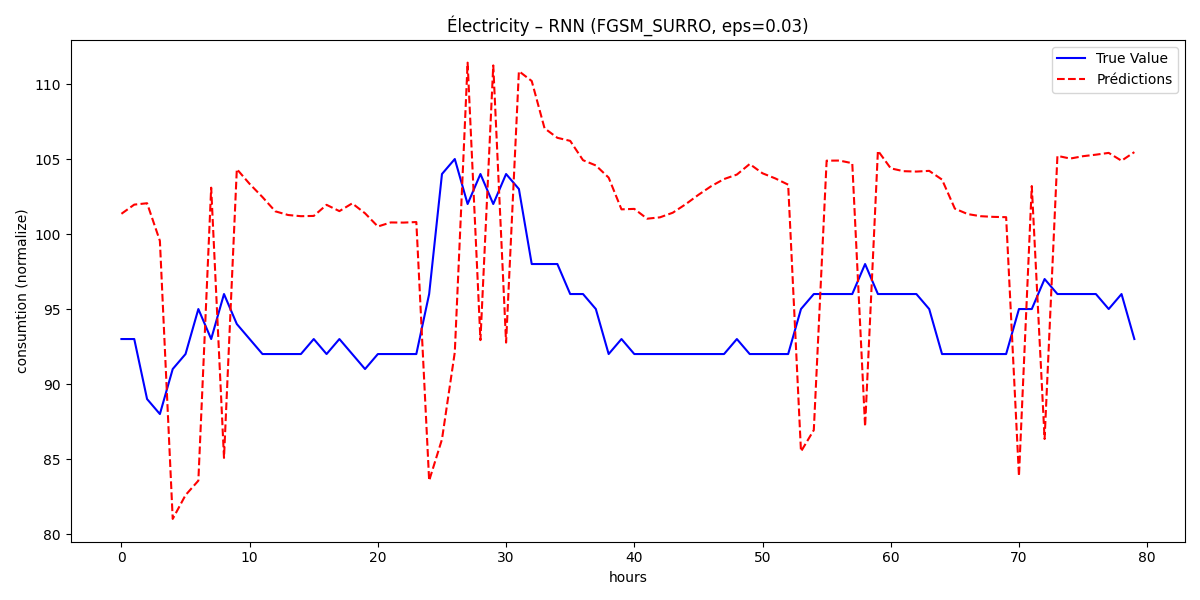 Électricity – RNN (FGSM_SURRO, eps=0.03)
True Value
Prédictions
consumtion (normalize)
110
105
100
95
90
85
80
0 10 20 30 40 50 60 70 80
hours